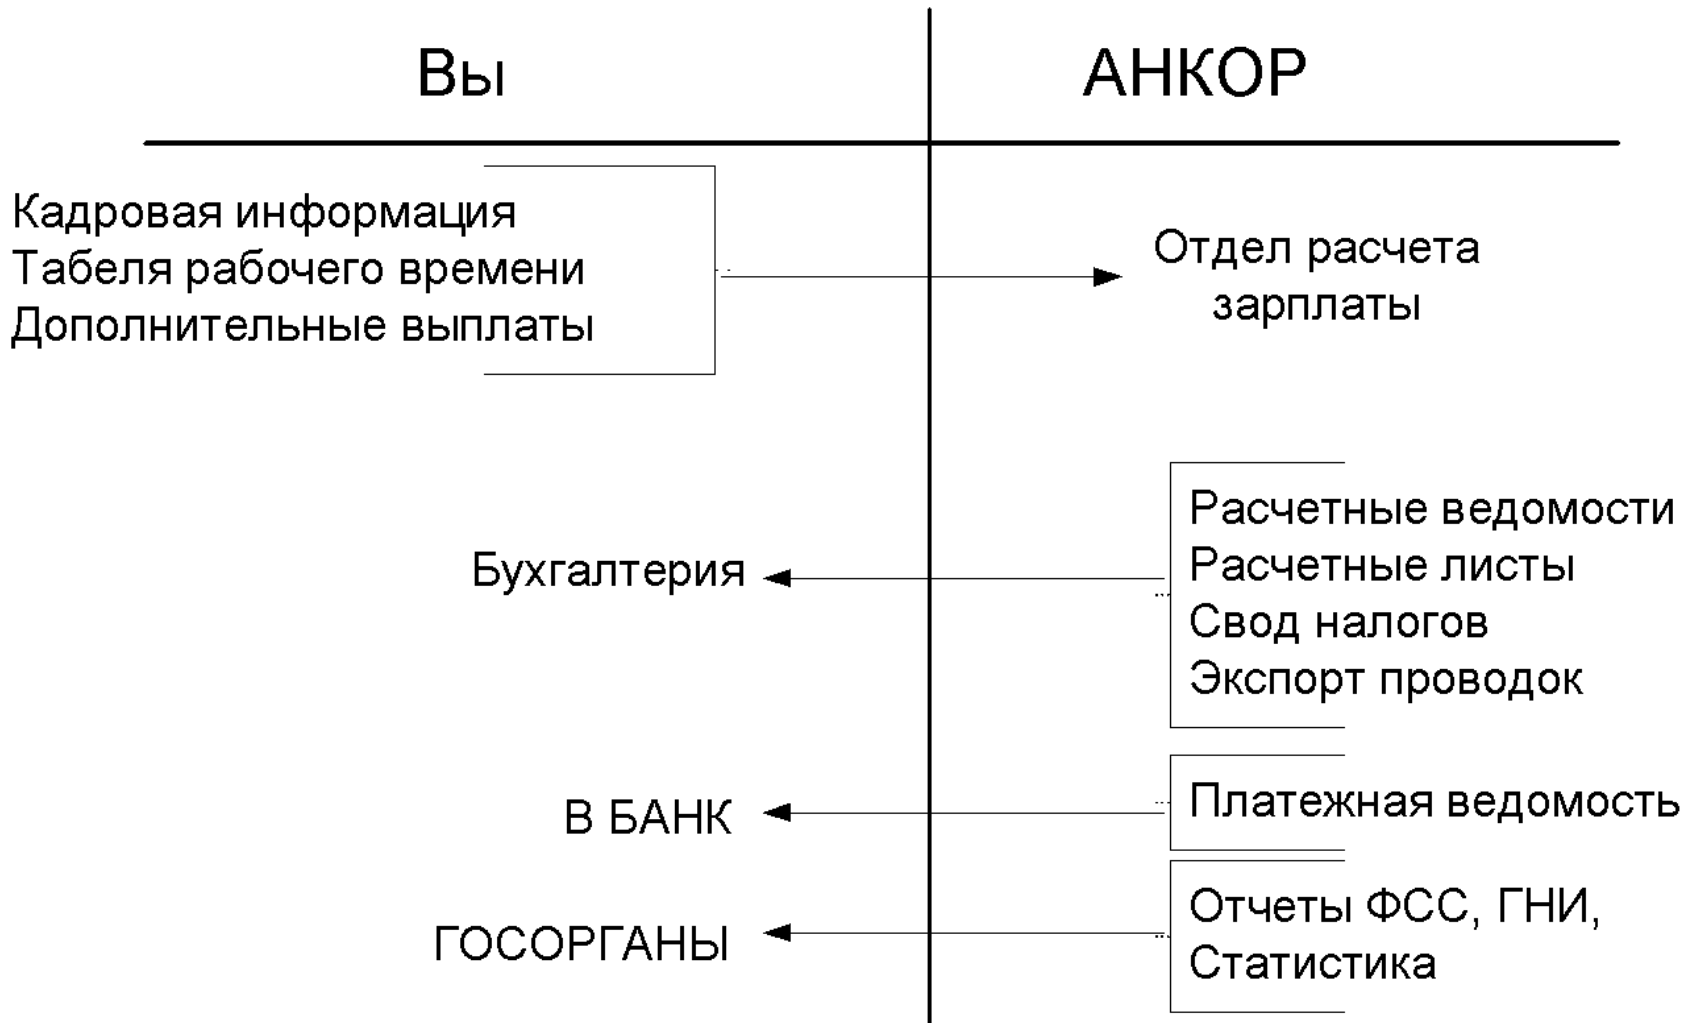 Вы
АНКОР
Кадровая информация
Табеля рабочего времени
Дополнительные выплаты
Отдел расчета
зарплаты
Бухгалтерия
Расчетные ведомости
Расчетные листы
Свод налогов
Экспорт проводок
В БАНК
Платежная ведомость
ГОСОРГАНЫ
Отчеты ФСС, ГНИ,
Статистика